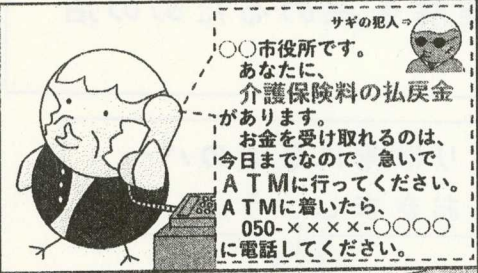 サギの犯人⇒
○○市役所です。
あなたに、
介護保険料の払戻金
があります。
お金を受け取れるのは、
今日までなので、急いで
ATMに行ってください。
ATMに着いたら、
050-××××-○○○○
に電話してください。